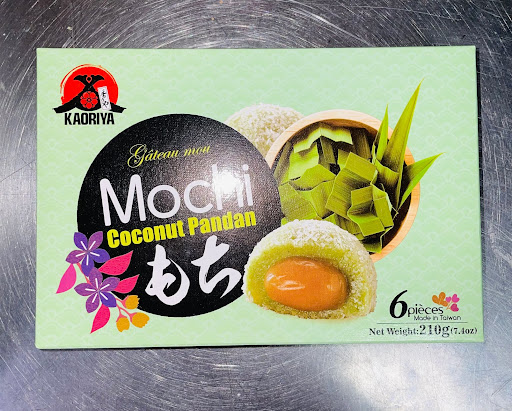 KAORIYA
Gâteau mou
Mochi
Coconut Pandan
もち
6 pièces
Made in Taiwan
Net Weight:210g(7.4oz)